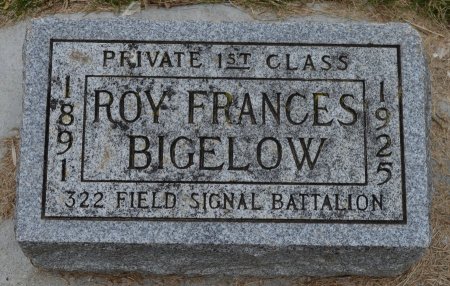 PRIVATE 1ST CLASS
1891
ROY FRANCES
BIGELOW
1925
322 FIELD SIGNAL BATTALION